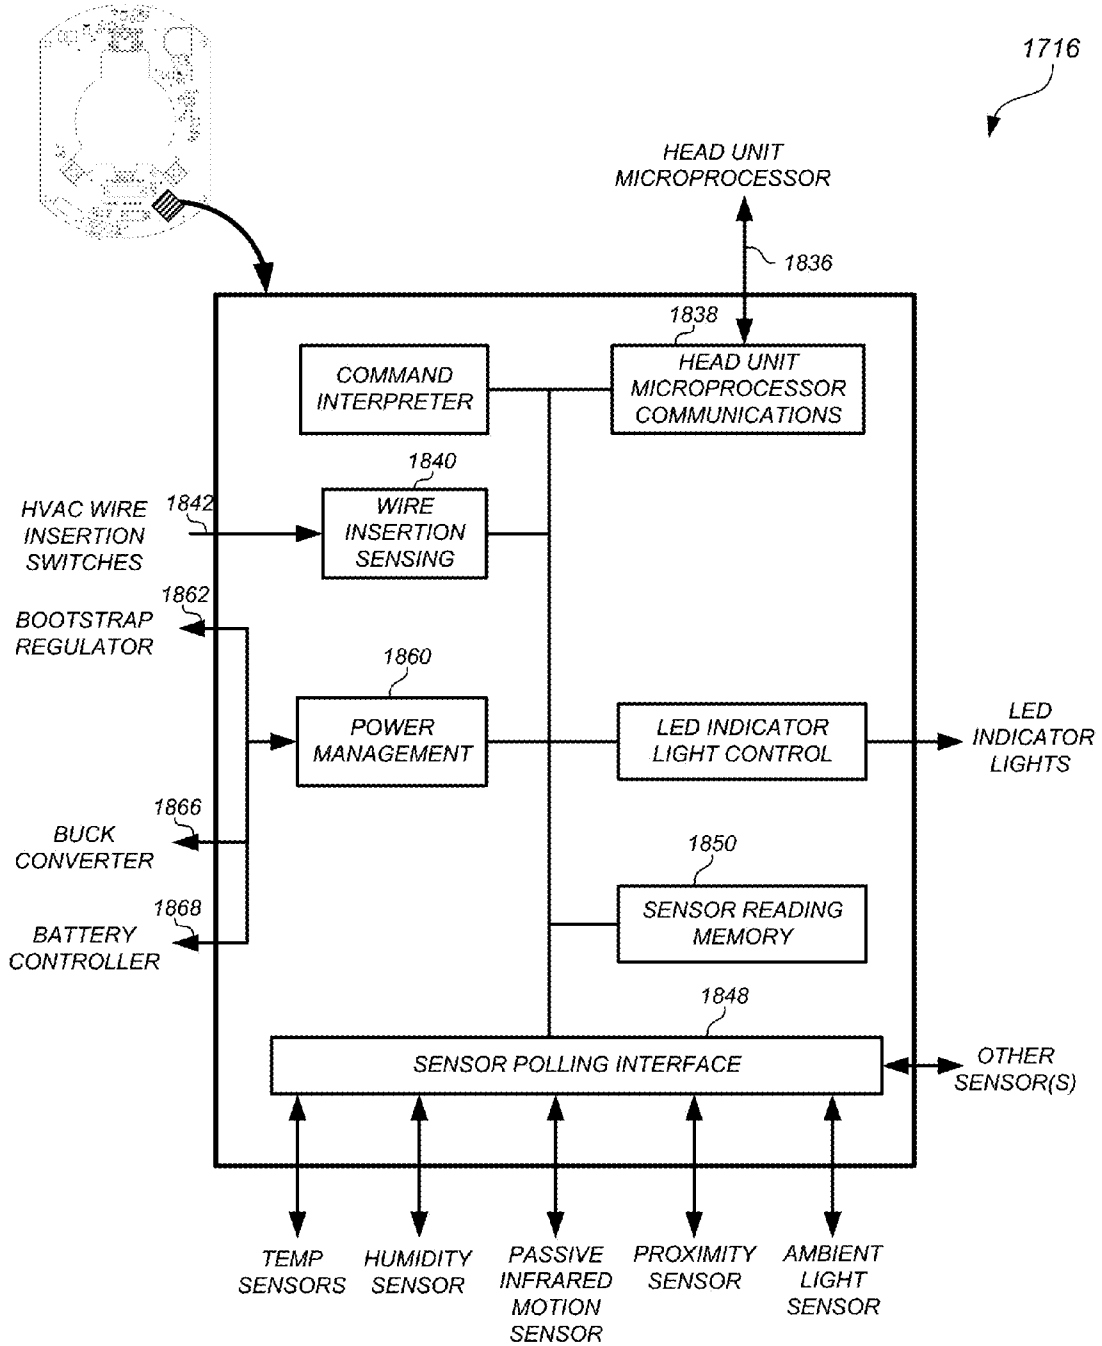 1716
HEAD UNIT
MICROPROCESSOR
1836
1838
COMMAND
INTERPRETER
HEAD UNIT
MICROPROCESSOR
COMMUNICATIONS
1840
HVAC WIRE
INSERTION
SWITCHES
1842
WIRE
INSERTION
SENSING
1862
BOOTSTRAP
REGULATOR
1860
POWER
MANAGEMENT
LED INDICATOR
LIGHT CONTROL
LED
INDICATOR
LIGHTS
1866
BUCK
CONVERTER
1850
SENSOR READING
MEMORY
1868
BATTERY
CONTROLLER
1848
SENSOR POLLING INTERFACE
OTHER
SENSOR(S)
TEMP
SENSORS
HUMIDITY
SENSOR
PASSIVE
INFRARED
MOTION
SENSOR
PROXIMITY
SENSOR
AMBIENT
LIGHT
SENSOR